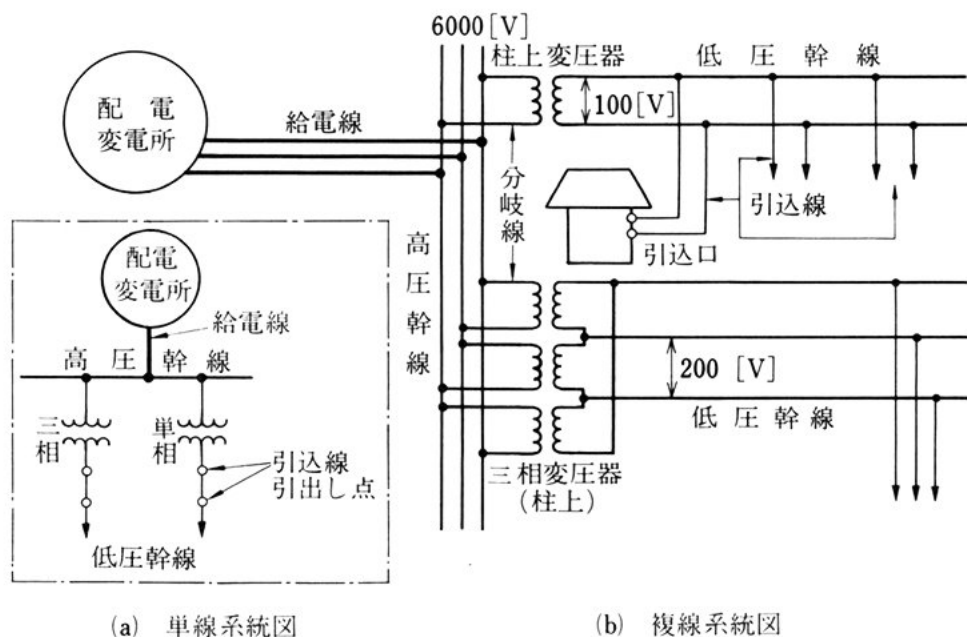 6000[V]
柱上変圧器
低圧幹線
配電
変電所
給電線
100[V]
分岐線
引込線
引込口
高圧幹線
配電
変電所
給電線
高圧幹線
三相
単相
引込線
引出し点
低圧幹線
200 [V]
低圧幹線
三相変圧器
(柱上)
(a) 単線系統図
(b) 複線系統図